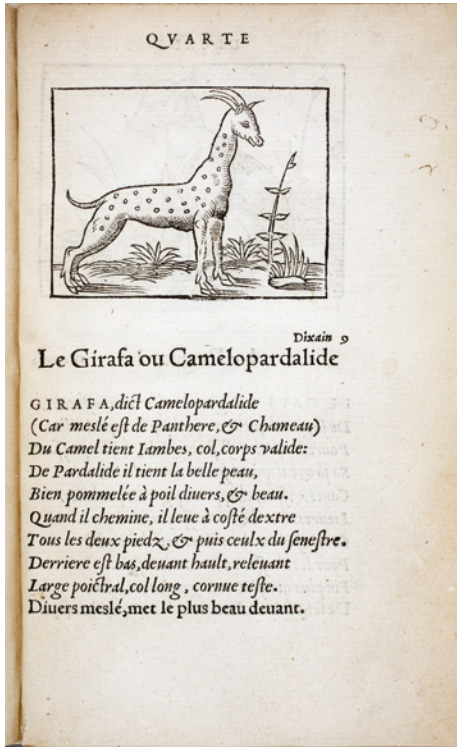 QVARTE
Dixain 9
Le Girafa ou Camelopardalide
GIRAFA, dict Camelopardalide
(Car meslé est de Panthere, & Chameau)
Du Camel tient Iambes, col, corps valide:
De Pardalide il tient la belle peau,
Bien pommelée à poil diuers, & beau.
Quand il chemine, il leue à costé dextre
Tous les deux piedz, & puis ceulx du senestre.
Derriere est bas, deuant hault, releuant
Large poictral, col long, cornue teste.
Diuers meslé, met le plus beau deuant.